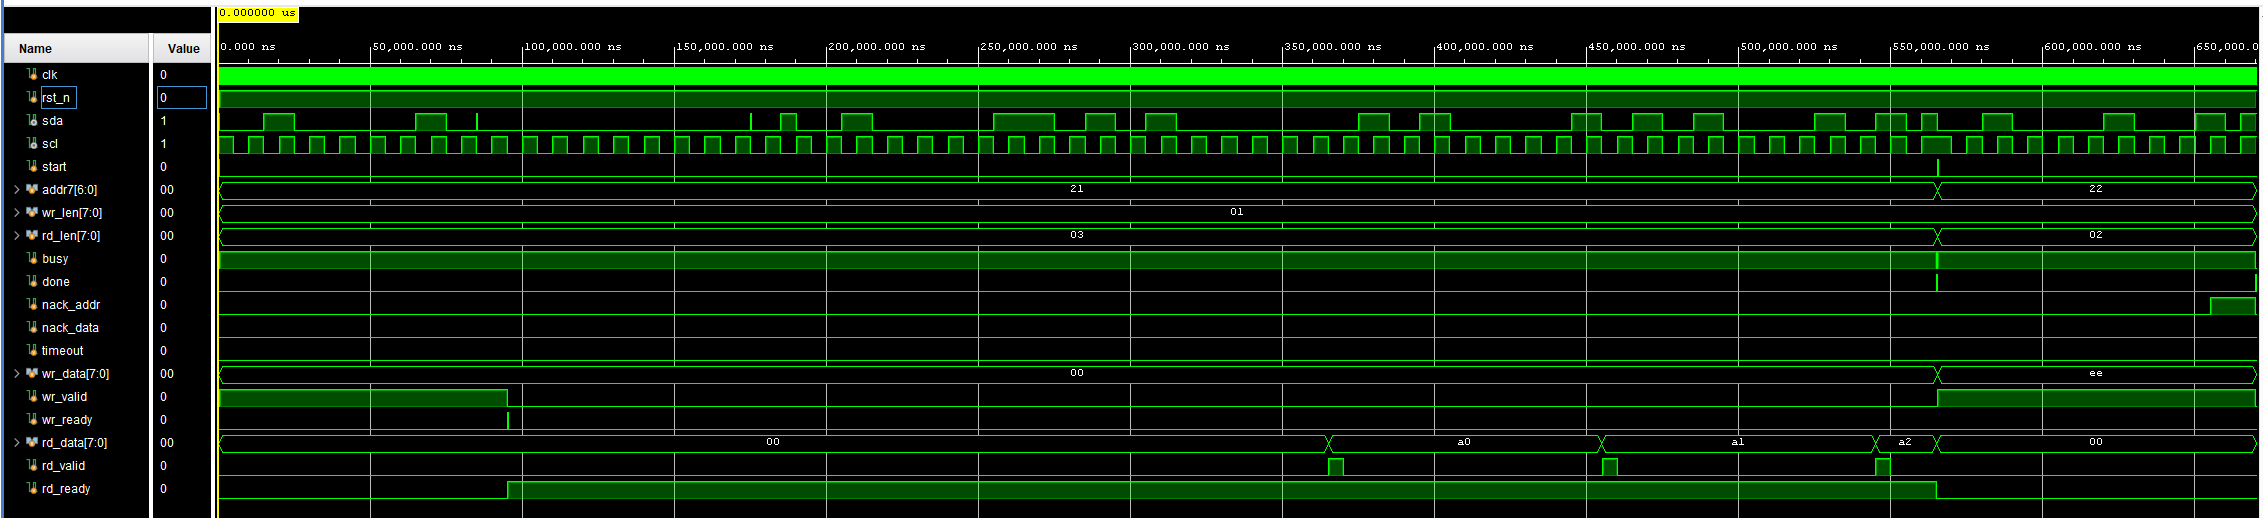 0.000000 us
Name Value
0.000 ns 50,000.000 ns 100,000.000 ns 150,000.000 ns 200,000.000 ns 250,000.000 ns 300,000.000 ns 350,000.000 ns 400,000.000 ns 450,000.000 ns 500,000.000 ns 550,000.000 ns 600,000.000 ns 650,000.0
clk 0
rst_n 0
sda 1
scl 1
start 0
addr7[6:0] 00 21 22
wr_len[7:0] 00 01
rd_len[7:0] 00 03 02
busy 0
done 0
nack_addr 0
nack_data 0
timeout 0
wr_data[7:0] 00 00 ee
wr_valid 0
wr_ready 0
rd_data[7:0] 00 00 a0 a1 a2 00
rd_valid 0
rd_ready 0